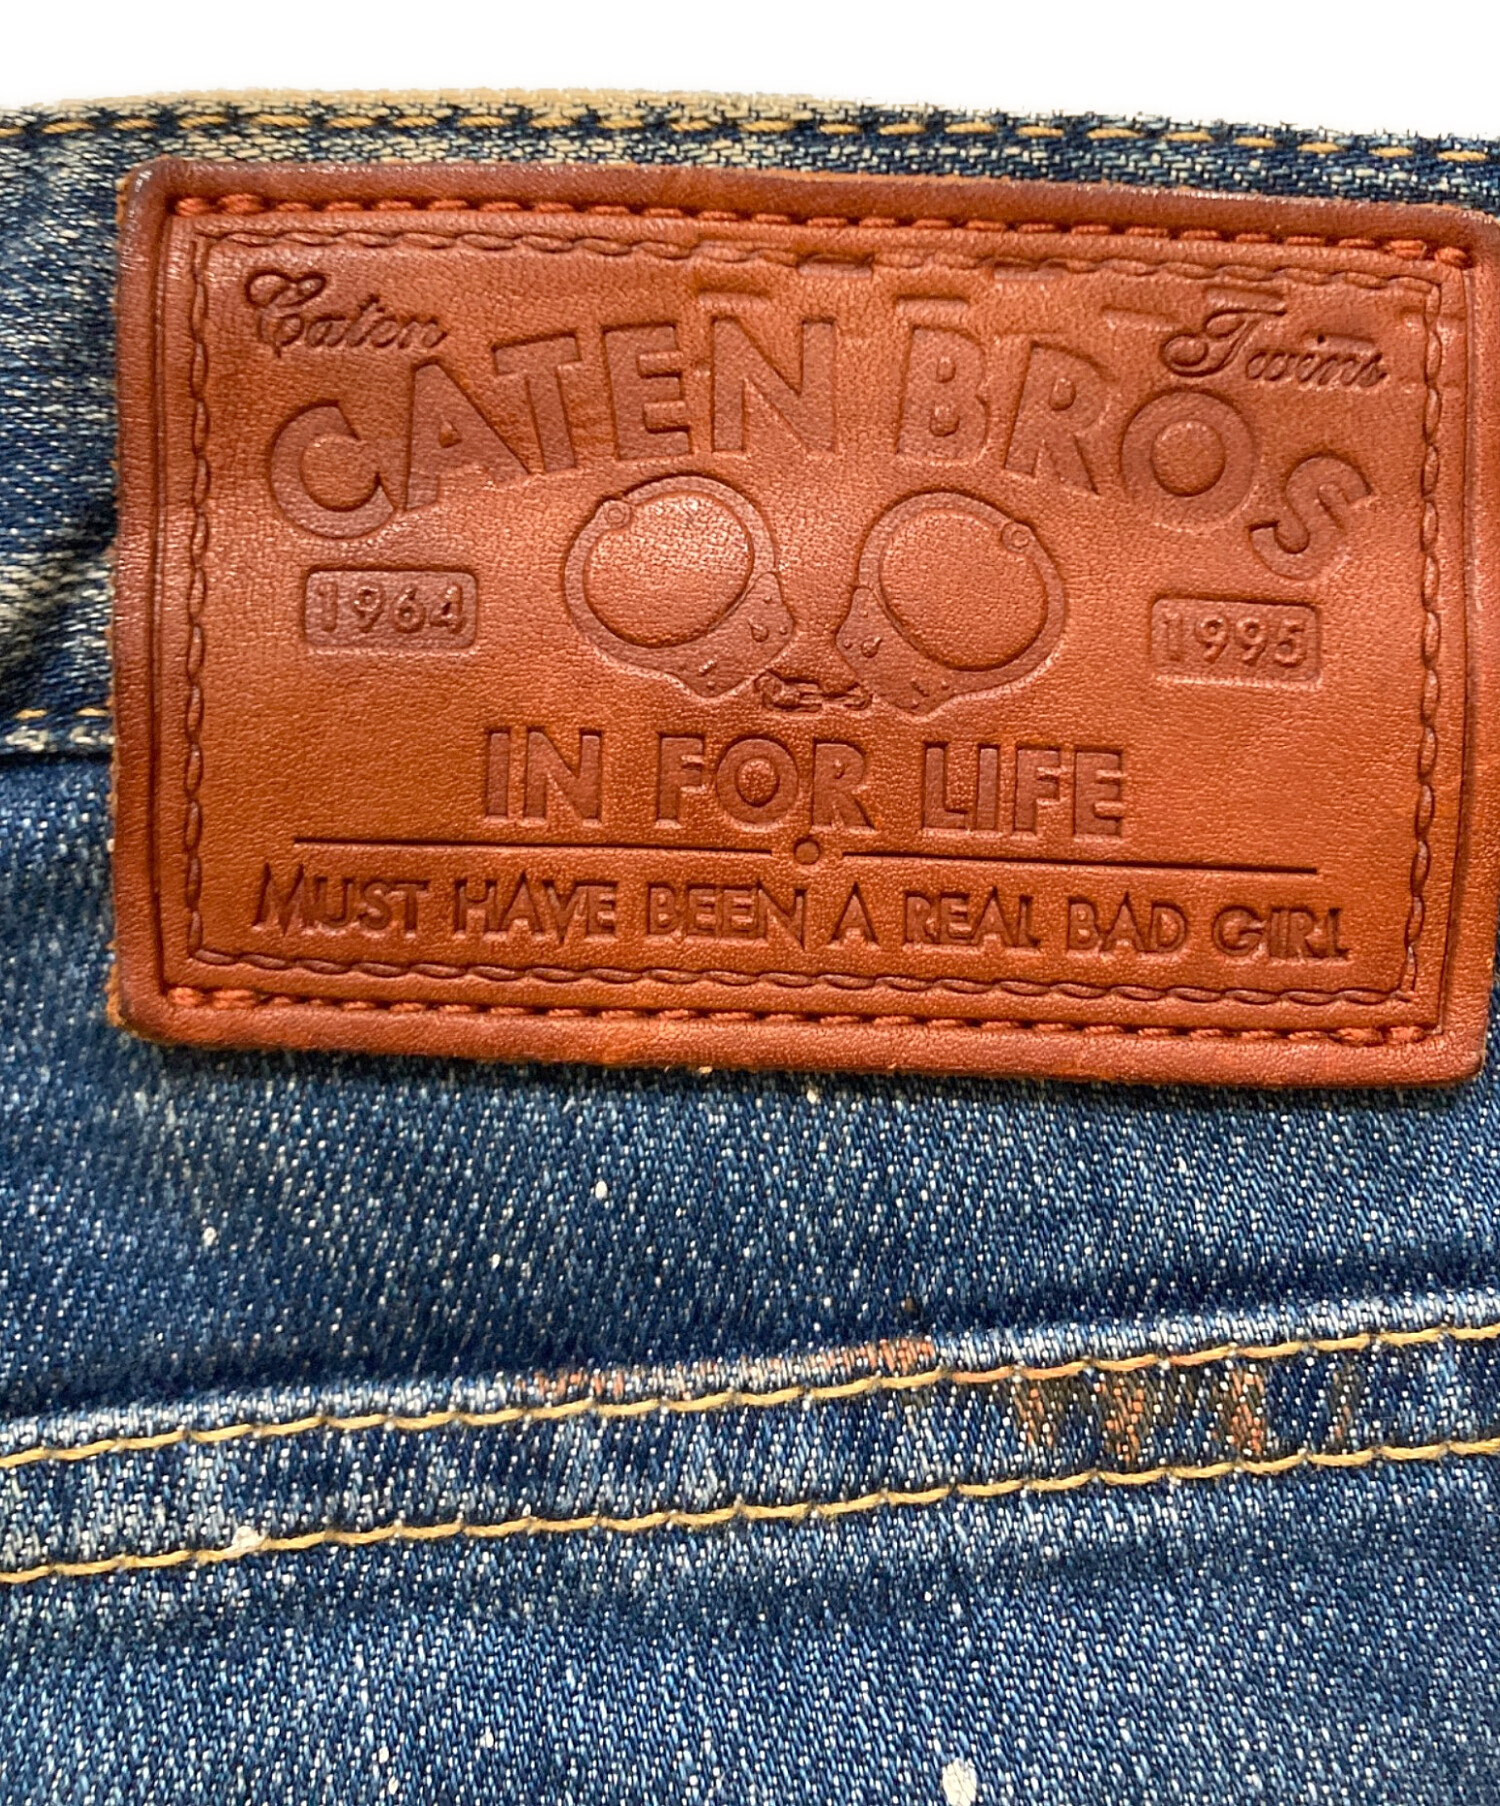 Caten Twins
CATEN BROS
1964 1995
IN FOR LIFE
MUST HAVE BEEN A REAL BAD GIRL